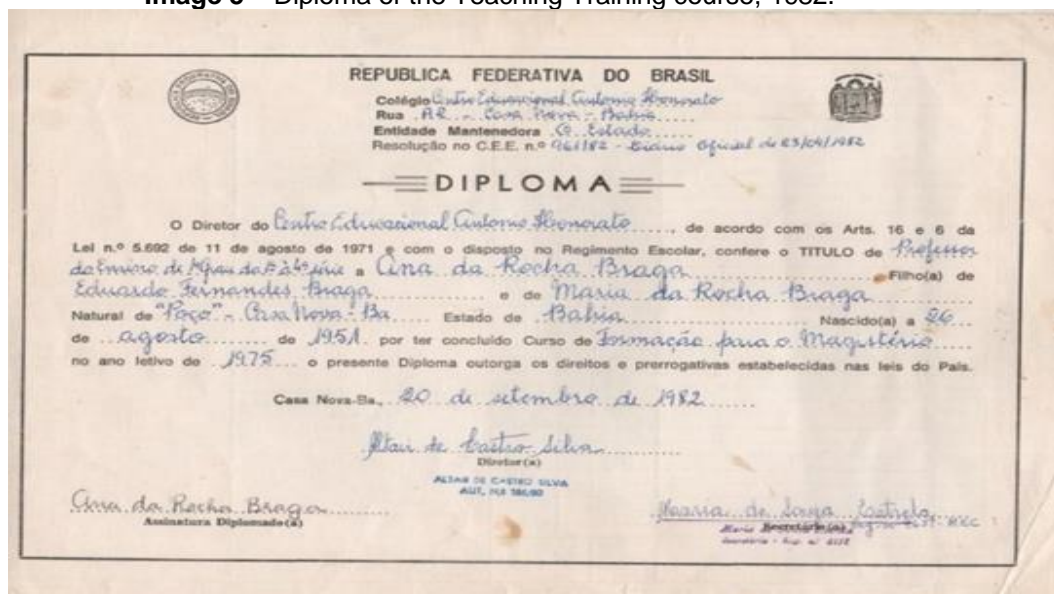 Diploma of the Teaching Training course, 1982.
REPUBLICA FEDERATIVA DO BRASIL
Colégio Centro Educacional Antonio Honorato
Rua A2 - Casa Nova - Bahia
Entidade Mantenedora O Estado
Resolução no C.E.E. n.º 961/82 - Diário Oficial de 23/04/1982
DIPLOMA
O Diretor do Centro Educacional Antonio Honorato, de acordo com os Arts. 16 e 6 da
Lei n.º 5.692 de 11 de agosto de 1971 e com o disposto no Regimento Escolar, confere o TITULO de Professor
do Ensino de 1º Grau da 1ª à 4ª série a Ana da Rocha Braga Filho(a) de
Eduardo Fernandes Braga e de Maria da Rocha Braga
Natural de "Poço" - Casa Nova - Ba Estado de Bahia Nascido(a) a 26
de agosto de 1951 por ter concluído Curso de Formação para o Magistério
no ano letivo de 1975 o presente Diploma outorga os direitos e prerrogativas estabelecidas nas leis do País.
Casa Nova-Ba., 20 de setembro de 1982
Altair de Castro Silva
Diretor(a)
ALTAIR DE CASTRO SILVA
AUT. N.º
Ana da Rocha Braga
Assinatura Diplomado(a)
Maria de Souza Estrela
Secretário(a)